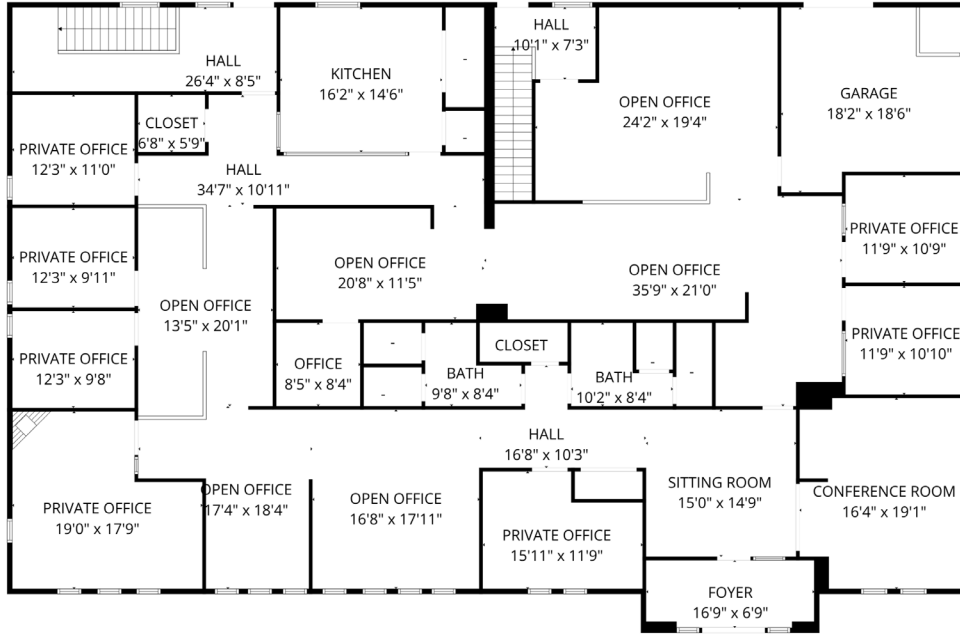 HALL
26'4" x 8'5"
KITCHEN
16'2" x 14'6"
HALL
10'1" x 7'3"
OPEN OFFICE
24'2" x 19'4"
GARAGE
18'2" x 18'6"
CLOSET
6'8" x 5'9"
PRIVATE OFFICE
12'3" x 11'0"
HALL
34'7" x 10'11"
PRIVATE OFFICE
12'3" x 9'11"
OPEN OFFICE
20'8" x 11'5"
OPEN OFFICE
35'9" x 21'0"
PRIVATE OFFICE
11'9" x 10'9"
OPEN OFFICE
13'5" x 20'1"
PRIVATE OFFICE
12'3" x 9'8"
OFFICE
8'5" x 8'4"
BATH
9'8" x 8'4"
CLOSET
BATH
10'2" x 8'4"
PRIVATE OFFICE
11'9" x 10'10"
HALL
16'8" x 10'3"
PRIVATE OFFICE
19'0" x 17'9"
OPEN OFFICE
17'4" x 18'4"
OPEN OFFICE
16'8" x 17'11"
PRIVATE OFFICE
15'11" x 11'9"
SITTING ROOM
15'0" x 14'9"
CONFERENCE ROOM
16'4" x 19'1"
FOYER
16'9" x 6'9"